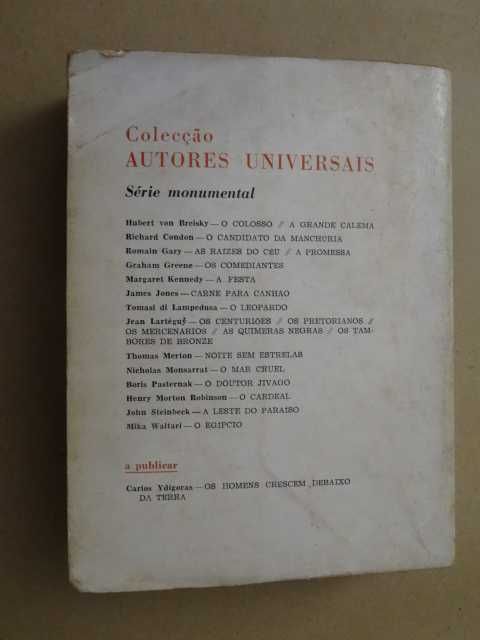 Colecção
AUTORES UNIVERSAIS
Série monumental
Hubert von Breisky — O COLOSSO // A GRANDE CALEMA
Richard Condon — O CANDIDATO DA MANCHÚRIA
Romain Gary — AS RAÍZES DO CÉU // A PROMESSA
Graham Greene — OS COMEDIANTES
Margaret Kennedy — A FESTA
James Jones — CARNE PARA CANHÃO
Tomasi di Lampedusa — O LEOPARDO
Jean Lartéguy — OS CENTURIÕES // OS PRETORIANOS //
OS MERCENÁRIOS // AS QUIMERAS NEGRAS // OS TAM-
BORES DE BRONZE
Thomas Merton — NOITE SEM ESTRELAS
Nicholas Monsarrat — O MAR CRUEL
Boris Pasternak — O DOUTOR JIVAGO
Henry Morton Robinson — O CARDEAL
John Steinbeck — A LESTE DO PARAÍSO
Mika Waltari — O EGÍPCIO
a publicar
Carlos Ydígoras — OS HOMENS CRESCEM DEBAIXO
DA TERRA